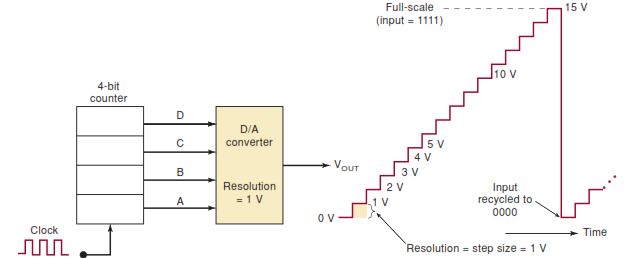 Full-scale
(input = 1111)
15 V
10 V
4-bit
counter
D
C
B
A
D/A
converter
Resolution
= 1 V
VOUT
5 V
4 V
3 V
2 V
1 V
0 V
Input
recycled to
0000
Clock
Time
Resolution = step size = 1 V